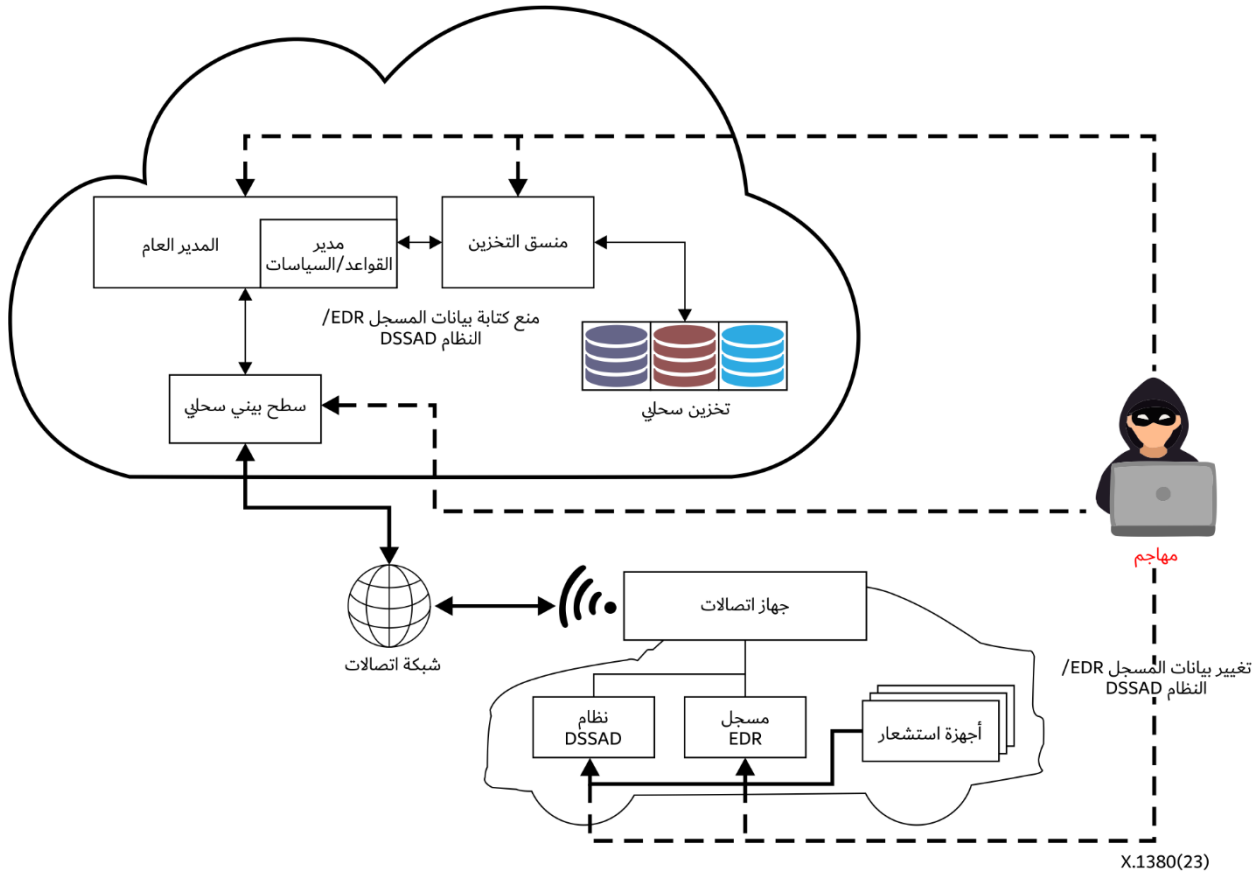 المدير العام
مدير
القواعد/السياسات
منسق التخزين
منع كتابة بيانات المسجل EDR/
النظام DSSAD
تخزين سحابي
سطح بيني سحابي
مهاجم
جهاز اتصالات
شبكة اتصالات
تغيير بيانات المسجل EDR/
النظام DSSAD
نظام
DSSAD
مسجل
EDR
أجهزة استشعار
X.1380(23)